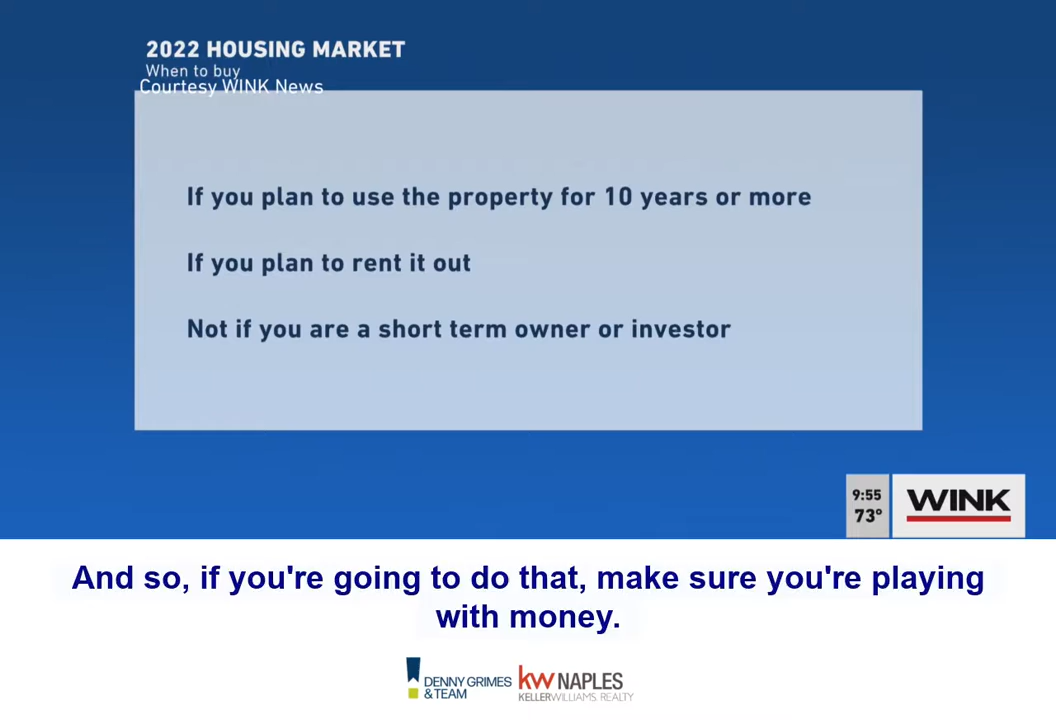 2022 HOUSING MARKET
When to buy
Courtesy WINK News
If you plan to use the property for 10 years or more
If you plan to rent it out
Not if you are a short term owner or investor
9:55
73°
WINK
And so, if you're going to do that, make sure you're playing
with money.
DENNY GRIMES
& TEAM
kw NAPLES
KELLERWILLIAMS. REALTY